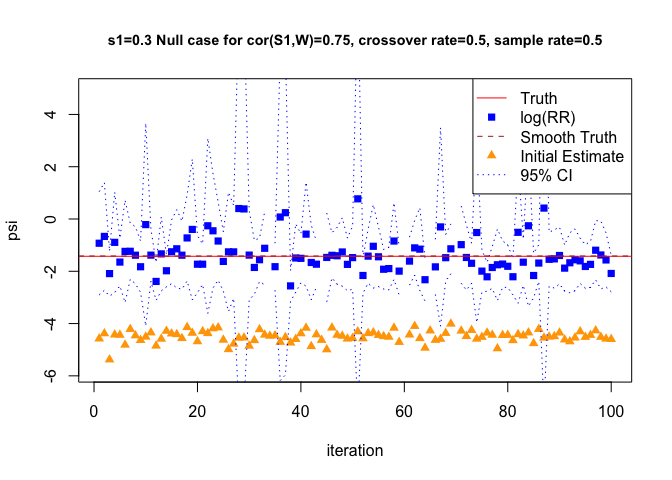 s1=0.3 Null case for cor(S1,W)=0.75, crossover rate=0.5, sample rate=0.5
Truth
log(RR)
Smooth Truth
Initial Estimate
95% CI
4
2
0
-2
-4
-6
psi
0 20 40 60 80 100
iteration